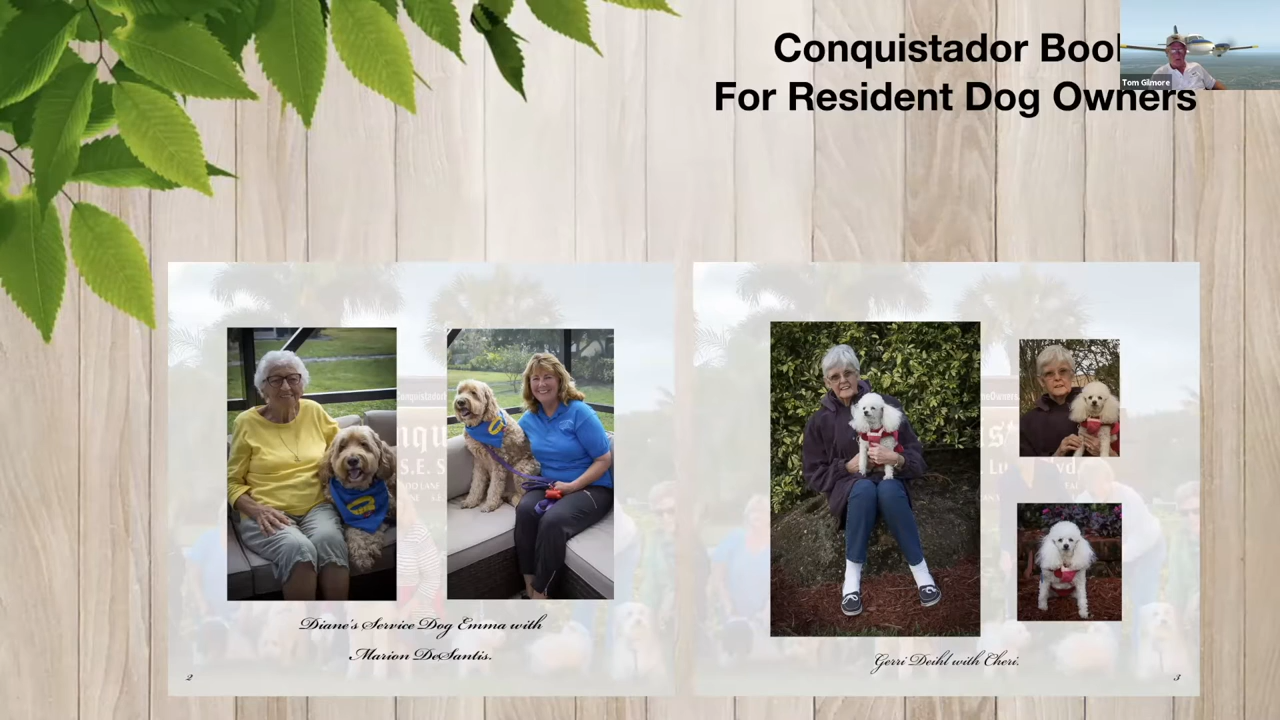 Conquistador Boo
For Resident Dog Owners
Tom Gilmore
Diane's Service Dog Emma with
Marion DeSantis.
2
Gerri Deihl with Cheri.
3